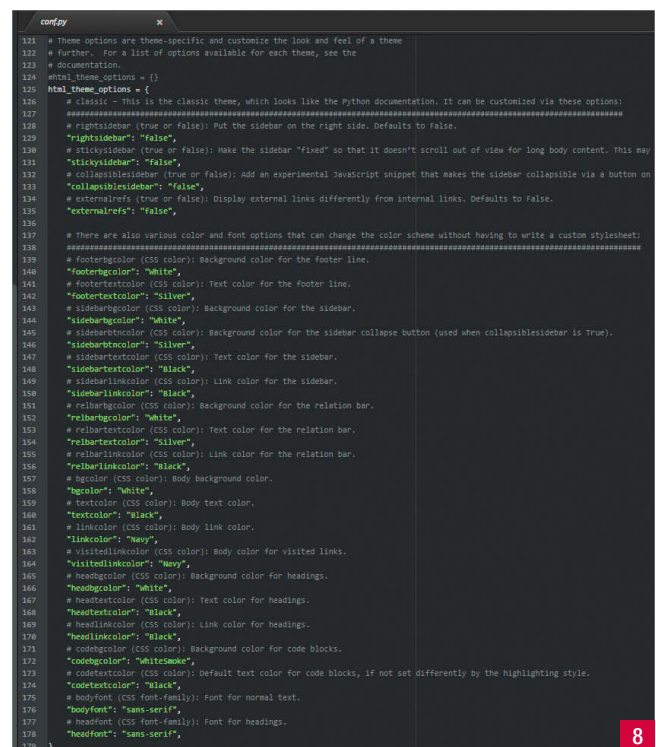 conf.py ×
121 # Theme options are theme-specific and customize the look and feel of a theme
122 # further. For a list of options available for each theme, see the
123 # documentation.
124 #html_theme_options = {}
125 html_theme_options = {
126 # classic – This is the classic theme, which looks like the Python documentation. It can be customized via these options:
127 ########################################################################################################################
128 # rightsidebar (true or false): Put the sidebar on the right side. Defaults to False.
129 "rightsidebar": "false",
130 # stickysidebar (true or false): Make the sidebar "fixed" so that it doesn't scroll out of view for long body content. This may
131 "stickysidebar": "false",
132 # collapsiblesidebar (true or false): Add an experimental JavaScript snippet that makes the sidebar collapsible via a button on
133 "collapsiblesidebar": "false",
134 # externalrefs (true or false): Display external links differently from internal links. Defaults to False.
135 "externalrefs": "false",
136
137 # There are also various color and font options that can change the color scheme without having to write a custom stylesheet:
138 ############################################################################################################################
139 # footerbgcolor (CSS color): Background color for the footer line.
140 "footerbgcolor": "White",
141 # footertextcolor (CSS color): Text color for the footer line.
142 "footertextcolor": "Silver",
143 # sidebarbgcolor (CSS color): Background color for the sidebar.
144 "sidebarbgcolor": "White",
145 # sidebarbtncolor (CSS color): Background color for the sidebar collapse button (used when collapsiblesidebar is True).
146 "sidebarbtncolor": "Silver",
147 # sidebartextcolor (CSS color): Text color for the sidebar.
148 "sidebartextcolor": "Black",
149 # sidebarlinkcolor (CSS color): Link color for the sidebar.
150 "sidebarlinkcolor": "Black",
151 # relbarbgcolor (CSS color): Background color for the relation bar.
152 "relbarbgcolor": "White",
153 # relbartextcolor (CSS color): Text color for the relation bar.
154 "relbartextcolor": "Silver",
155 # relbarlinkcolor (CSS color): Link color for the relation bar.
156 "relbarlinkcolor": "Black",
157 # bgcolor (CSS color): Body background color.
158 "bgcolor": "White",
159 # textcolor (CSS color): Body text color.
160 "textcolor": "Black",
161 # linkcolor (CSS color): Body link color.
162 "linkcolor": "Navy",
163 # visitedlinkcolor (CSS color): Body color for visited links.
164 "visitedlinkcolor": "Navy",
165 # headbgcolor (CSS color): Background color for headings.
166 "headbgcolor": "White",
167 # headtextcolor (CSS color): Text color for headings.
168 "headtextcolor": "Black",
169 # headlinkcolor (CSS color): Link color for headings.
170 "headlinkcolor": "Black",
171 # codebgcolor (CSS color): Background color for code blocks.
172 "codebgcolor": "WhiteSmoke",
173 # codetextcolor (CSS color): Default text color for code blocks, if not set differently by the highlighting style.
174 "codetextcolor": "Black",
175 # bodyfont (CSS font-family): Font for normal text.
176 "bodyfont": "sans-serif",
177 # headfont (CSS font-family): Font for headings.
178 "headfont": "sans-serif",
179 }
8